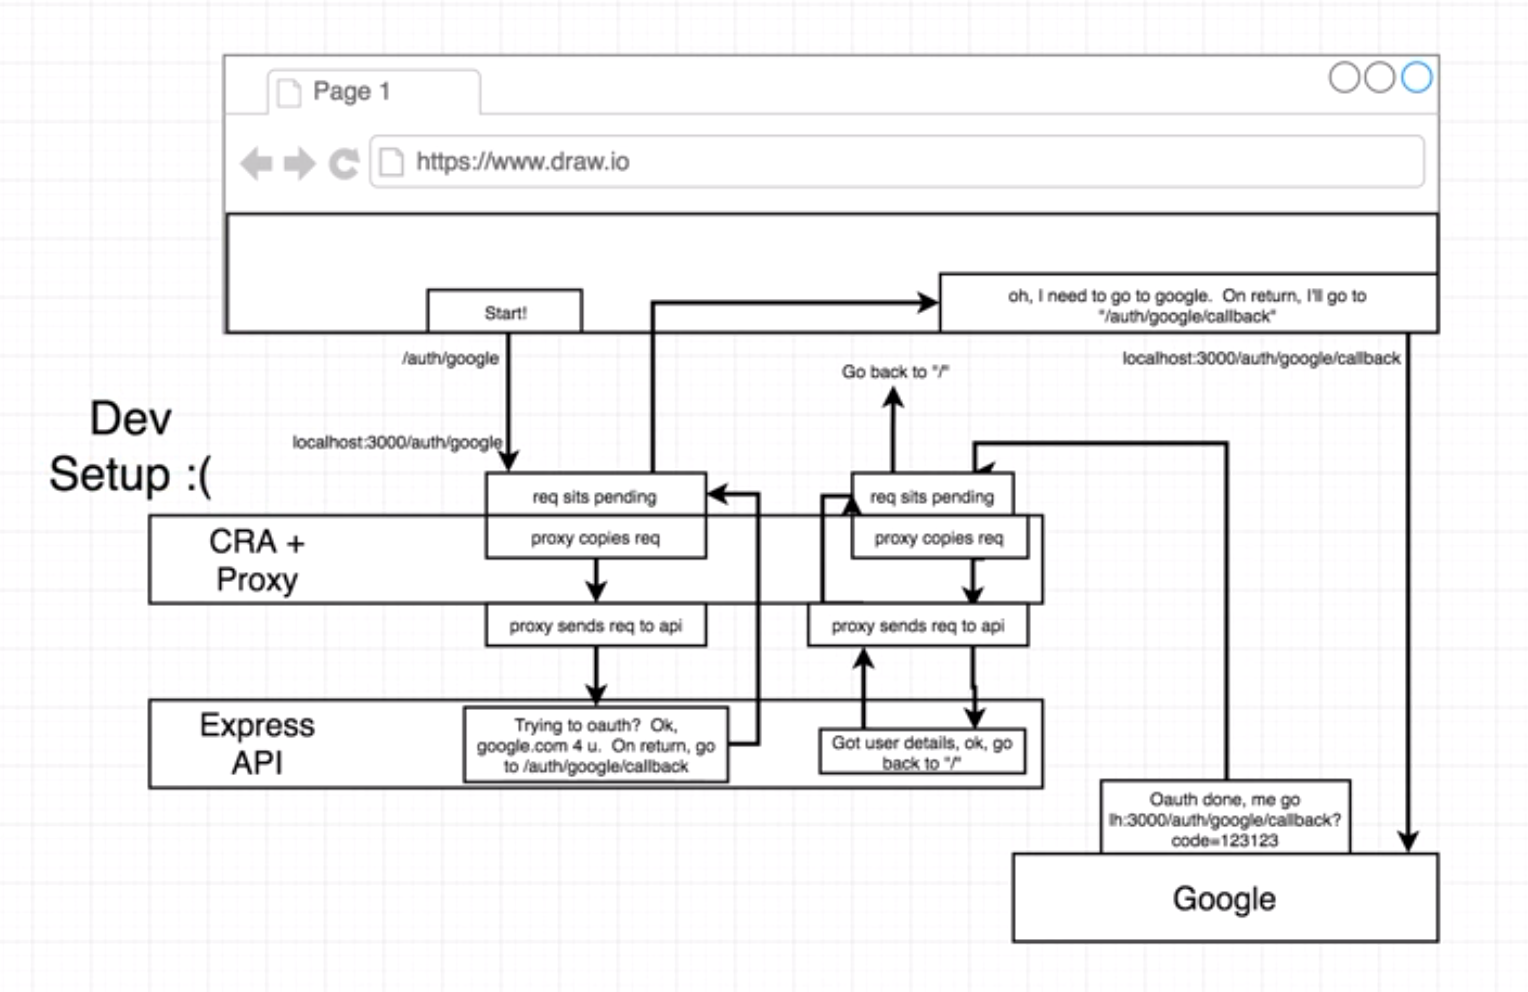 Page 1
https://www.draw.io
Start!
oh, I need to go to google.  On return, I'll go to
"/auth/google/callback"
/auth/google
Go back to "/"
localhost:3000/auth/google/callback
Dev
Setup :(
localhost:3000/auth/google
req sits pending
req sits pending
CRA +
Proxy
proxy copies req
proxy copies req
proxy sends req to api
proxy sends req to api
Express
API
Trying to oauth?  Ok,
google.com 4 u.  On return, go
to /auth/google/callback
Got user details, ok, go
back to "/"
Oauth done, me go
lh:3000/auth/google/callback?
code=123123
Google